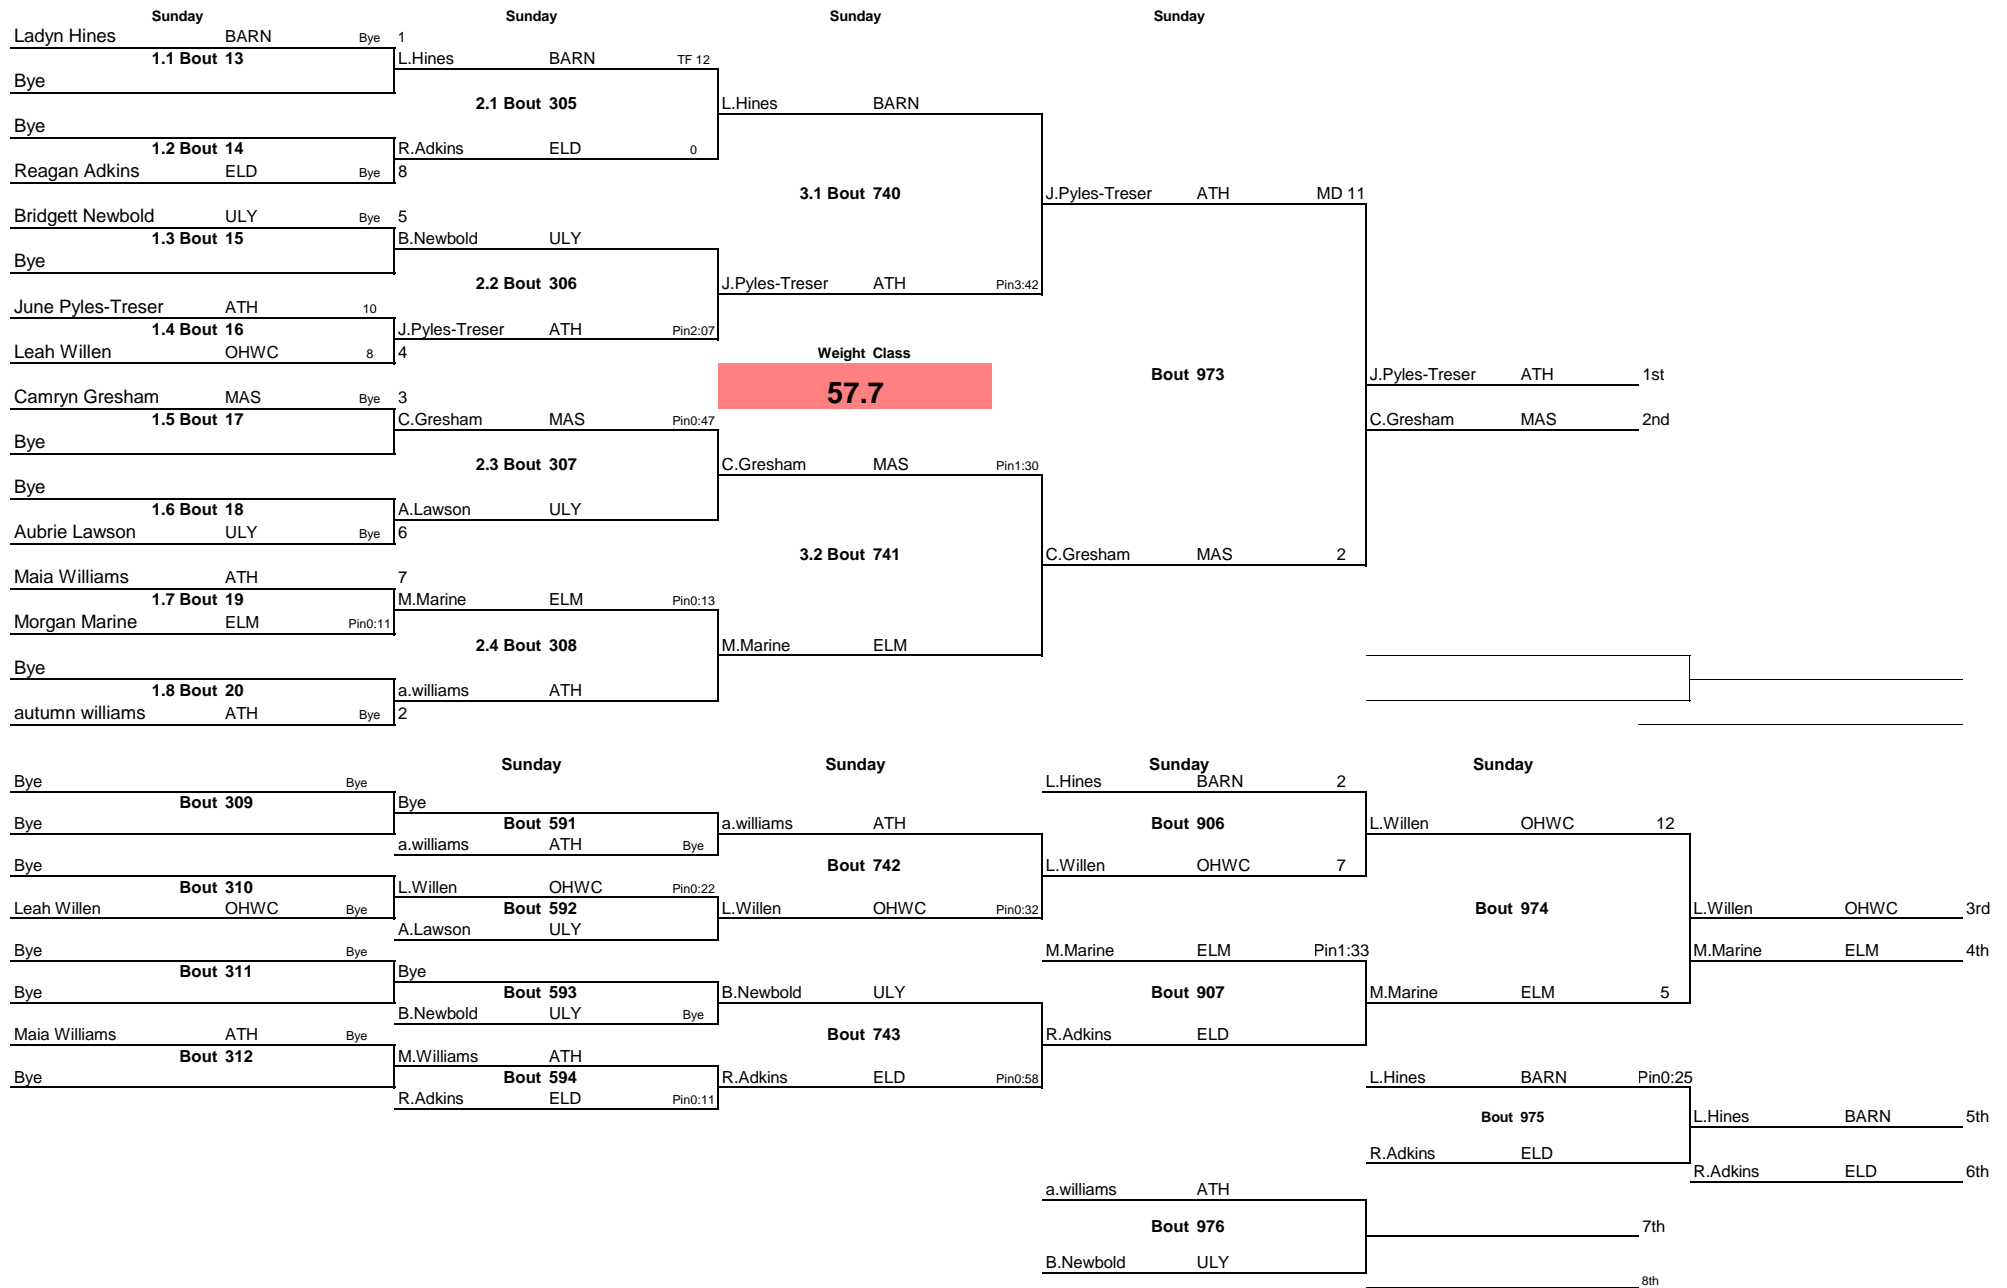 Sunday Sunday Sunday Sunday
Ladyn Hines BARN Bye 1
1.1 Bout 13 L.Hines BARN TF 12
Bye
2.1 Bout 305 L.Hines BARN
Bye
1.2 Bout 14 R.Adkins ELD 0
Reagan Adkins ELD Bye 8
3.1 Bout 740 J.Pyles-Treser ATH MD 11
Bridgett Newbold ULY Bye 5
1.3 Bout 15 B.Newbold ULY
Bye
2.2 Bout 306 J.Pyles-Treser ATH Pin3:42
June Pyles-Treser ATH 10
1.4 Bout 16 J.Pyles-Treser ATH Pin2:07
Leah Willen OHWC 8 4 Weight Class
Bout 973 J.Pyles-Treser ATH 1st
57.7
Camryn Gresham MAS Bye 3
1.5 Bout 17 C.Gresham MAS Pin0:47 C.Gresham MAS 2nd
Bye
2.3 Bout 307 C.Gresham MAS Pin1:30
Bye
1.6 Bout 18 A.Lawson ULY
Aubrie Lawson ULY Bye 6
3.2 Bout 741 C.Gresham MAS 2
Maia Williams ATH 7
1.7 Bout 19 M.Marine ELM Pin0:13
Morgan Marine ELM Pin0:11
2.4 Bout 308 M.Marine ELM
Bye
1.8 Bout 20 a.williams ATH
autumn williams ATH Bye 2
Sunday Sunday Sunday Sunday
Bye Bye L.Hines BARN 2
Bout 309 Bye
Bye Bout 591 a.williams ATH Bout 906 L.Willen OHWC 12
a.williams ATH Bye
Bye Bout 742 L.Willen OHWC 7
Bout 310 L.Willen OHWC Pin0:22
Leah Willen OHWC Bye Bout 592 L.Willen OHWC Pin0:32 Bout 974 L.Willen OHWC 3rd
A.Lawson ULY
Bye Bye M.Marine ELM Pin1:33 M.Marine ELM 4th
Bout 311 Bye
Bye Bout 593 B.Newbold ULY Bout 907 M.Marine ELM 5
B.Newbold ULY Bye
Maia Williams ATH Bye Bout 743 R.Adkins ELD
Bout 312 M.Williams ATH
Bye Bout 594 R.Adkins ELD Pin0:58 L.Hines BARN Pin0:25
R.Adkins ELD Pin0:11
Bout 975 L.Hines BARN 5th
R.Adkins ELD
R.Adkins ELD 6th
a.williams ATH
Bout 976 7th
B.Newbold ULY
8th